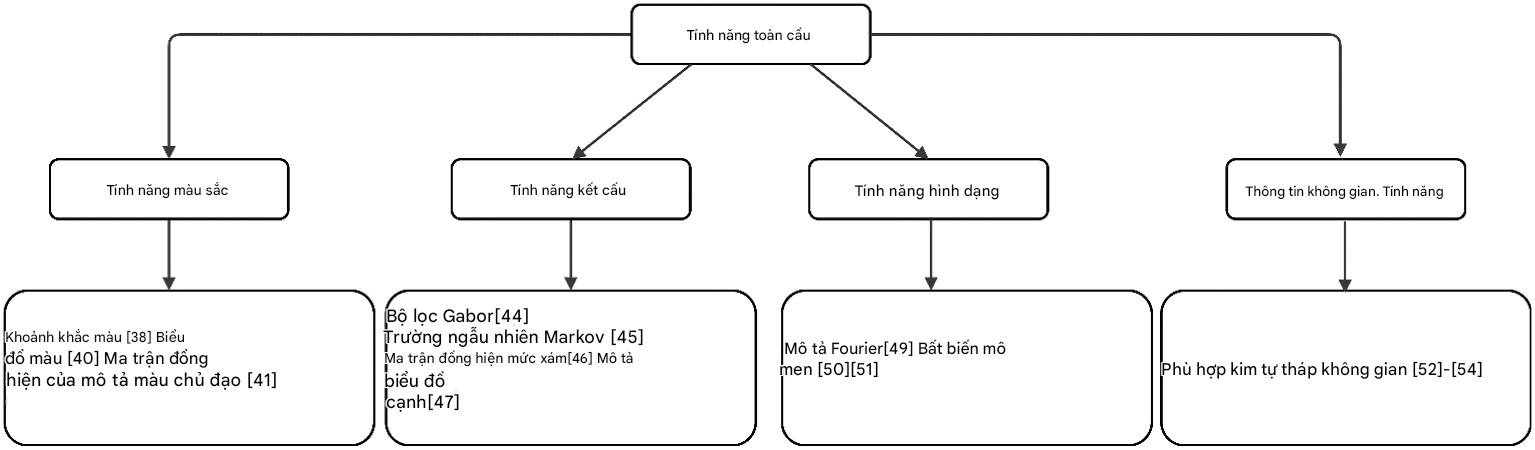 Tính năng toàn cầu
Tính năng màu sắc
Tính năng kết cấu
Tính năng hình dạng
Thông tin không gian. Tính năng
Khoảnh khắc màu [38] Biểu
đồ màu [40] Ma trận đồng
hiện của mô tả màu chủ đạo [41]
Bộ lọc Gabor[44]
Trường ngẫu nhiên Markov [45]
Ma trận đồng hiện mức xám[46] Mô tả
biểu đồ
cạnh[47]
Mô tả Fourier[49] Bất biến mô
men [50][51]
Phù hợp kim tự tháp không gian [52]-[54]